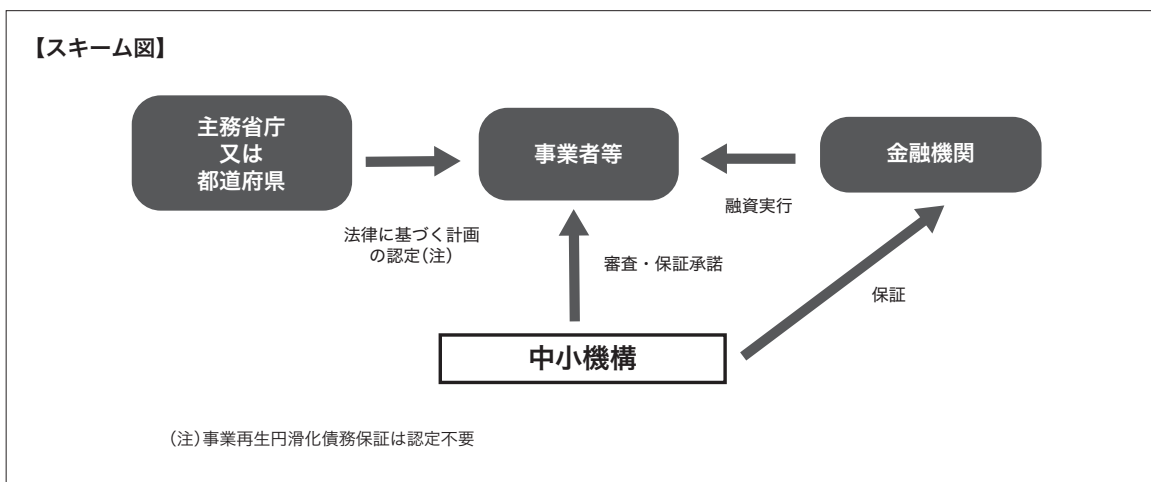 【スキーム図】
主務省庁
又は
都道府県
事業者等
金融機関
融資実行
法律に基づく計画
の認定(注)
審査・保証承諾
保証
中小機構
(注)事業再生円滑化債務保証は認定不要